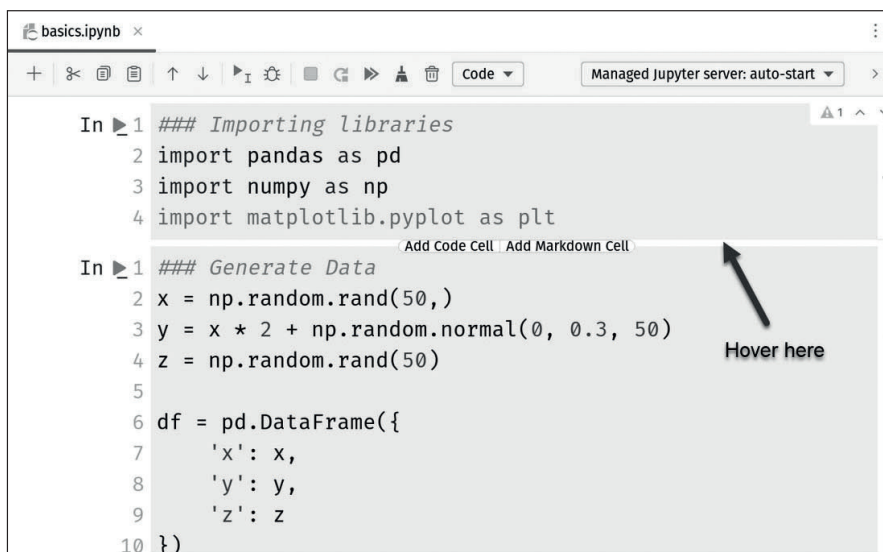 basics.ipynb
Code
Managed Jupyter server: auto-start
1
In 1 ### Importing libraries
2 import pandas as pd
3 import numpy as np
4 import matplotlib.pyplot as plt
Add Code Cell Add Markdown Cell
In 1 ### Generate Data
2 x = np.random.rand(50,)
3 y = x * 2 + np.random.normal(0, 0.3, 50)
Hover here
4 z = np.random.rand(50)
5
6 df = pd.DataFrame({
7 'x': x,
8 'y': y,
9 'z': z
10 })